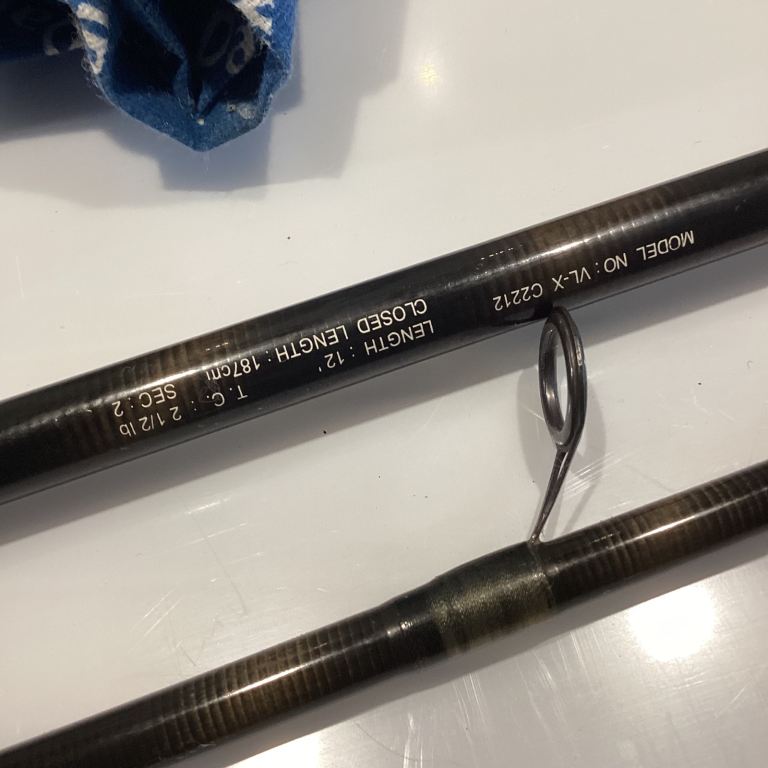 MODEL NO: VL-X C2212
LENGTH : 12'
CLOSED LENGTH : 187cm
T. C. : 2 1/2 lb
SEC: 2